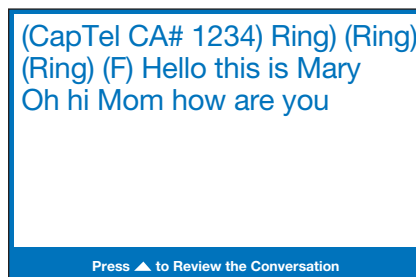 (CapTel CA# 1234) Ring) (Ring)
(Ring) (F) Hello this is Mary
Oh hi Mom how are you
Press ▲ to Review the Conversation